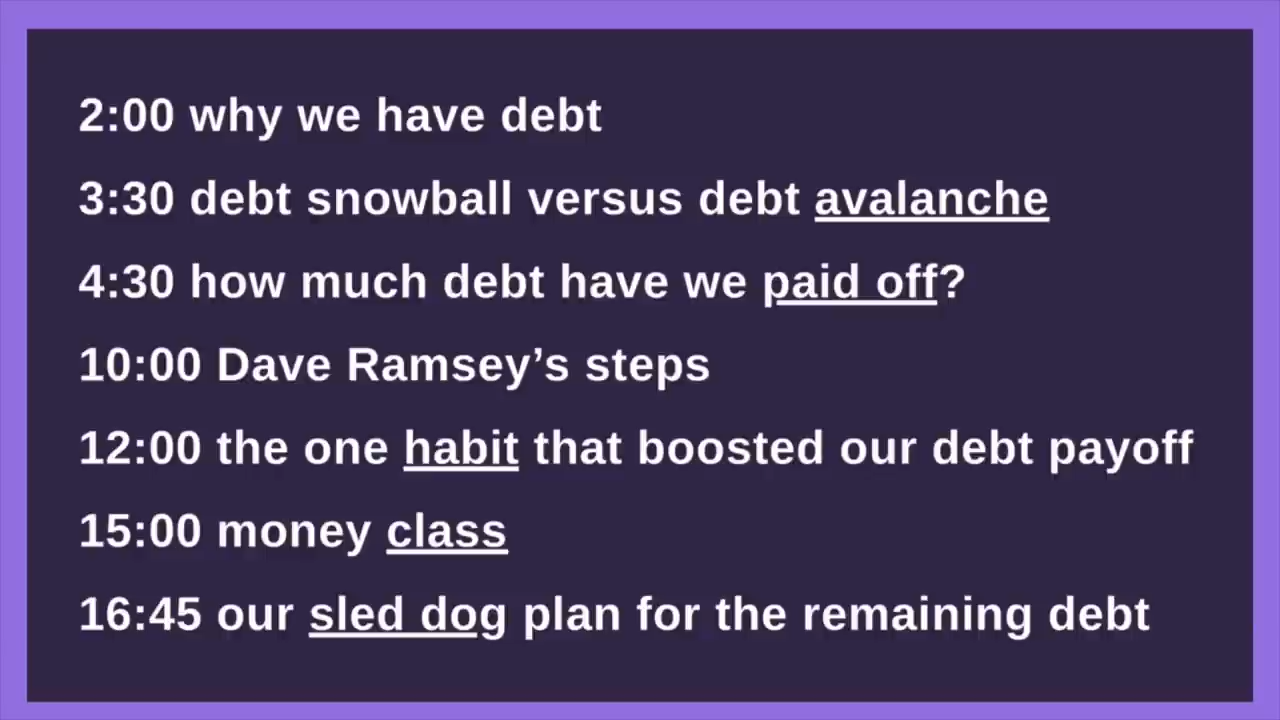 2:00 why we have debt
3:30 debt snowball versus debt avalanche
4:30 how much debt have we paid off?
10:00 Dave Ramsey’s steps
12:00 the one habit that boosted our debt payoff
15:00 money class
16:45 our sled dog plan for the remaining debt